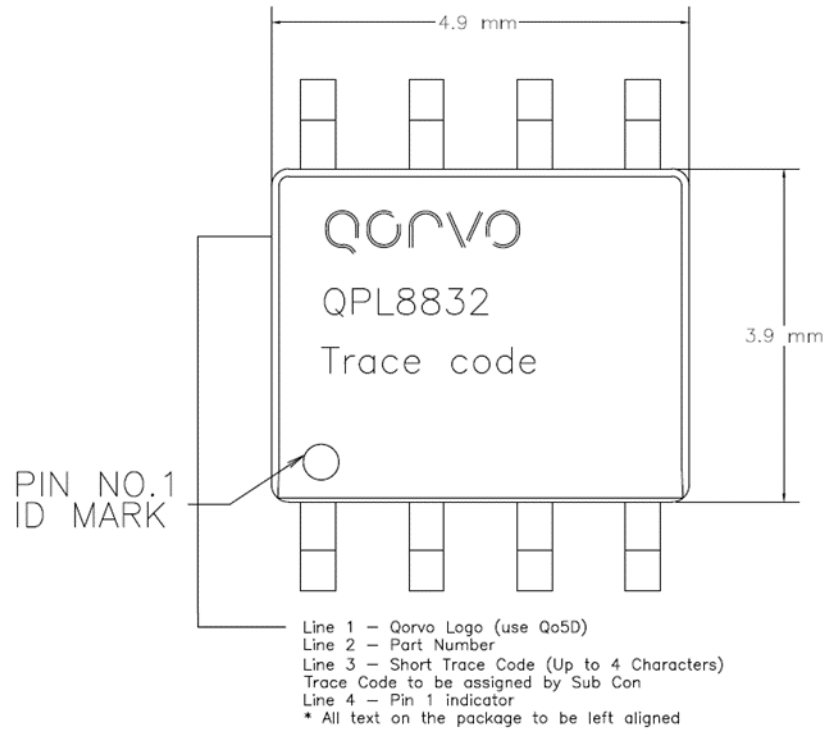 4.9 mm
QORVO
QPL8832
Trace code
3.9 mm
PIN NO.1
ID MARK
Line 1 – Qorvo Logo (use Qo5D)
Line 2 – Part Number
Line 3 – Short Trace Code (Up to 4 Characters)
Trace Code to be assigned by Sub Con
Line 4 – Pin 1 indicator
* All text on the package to be left aligned